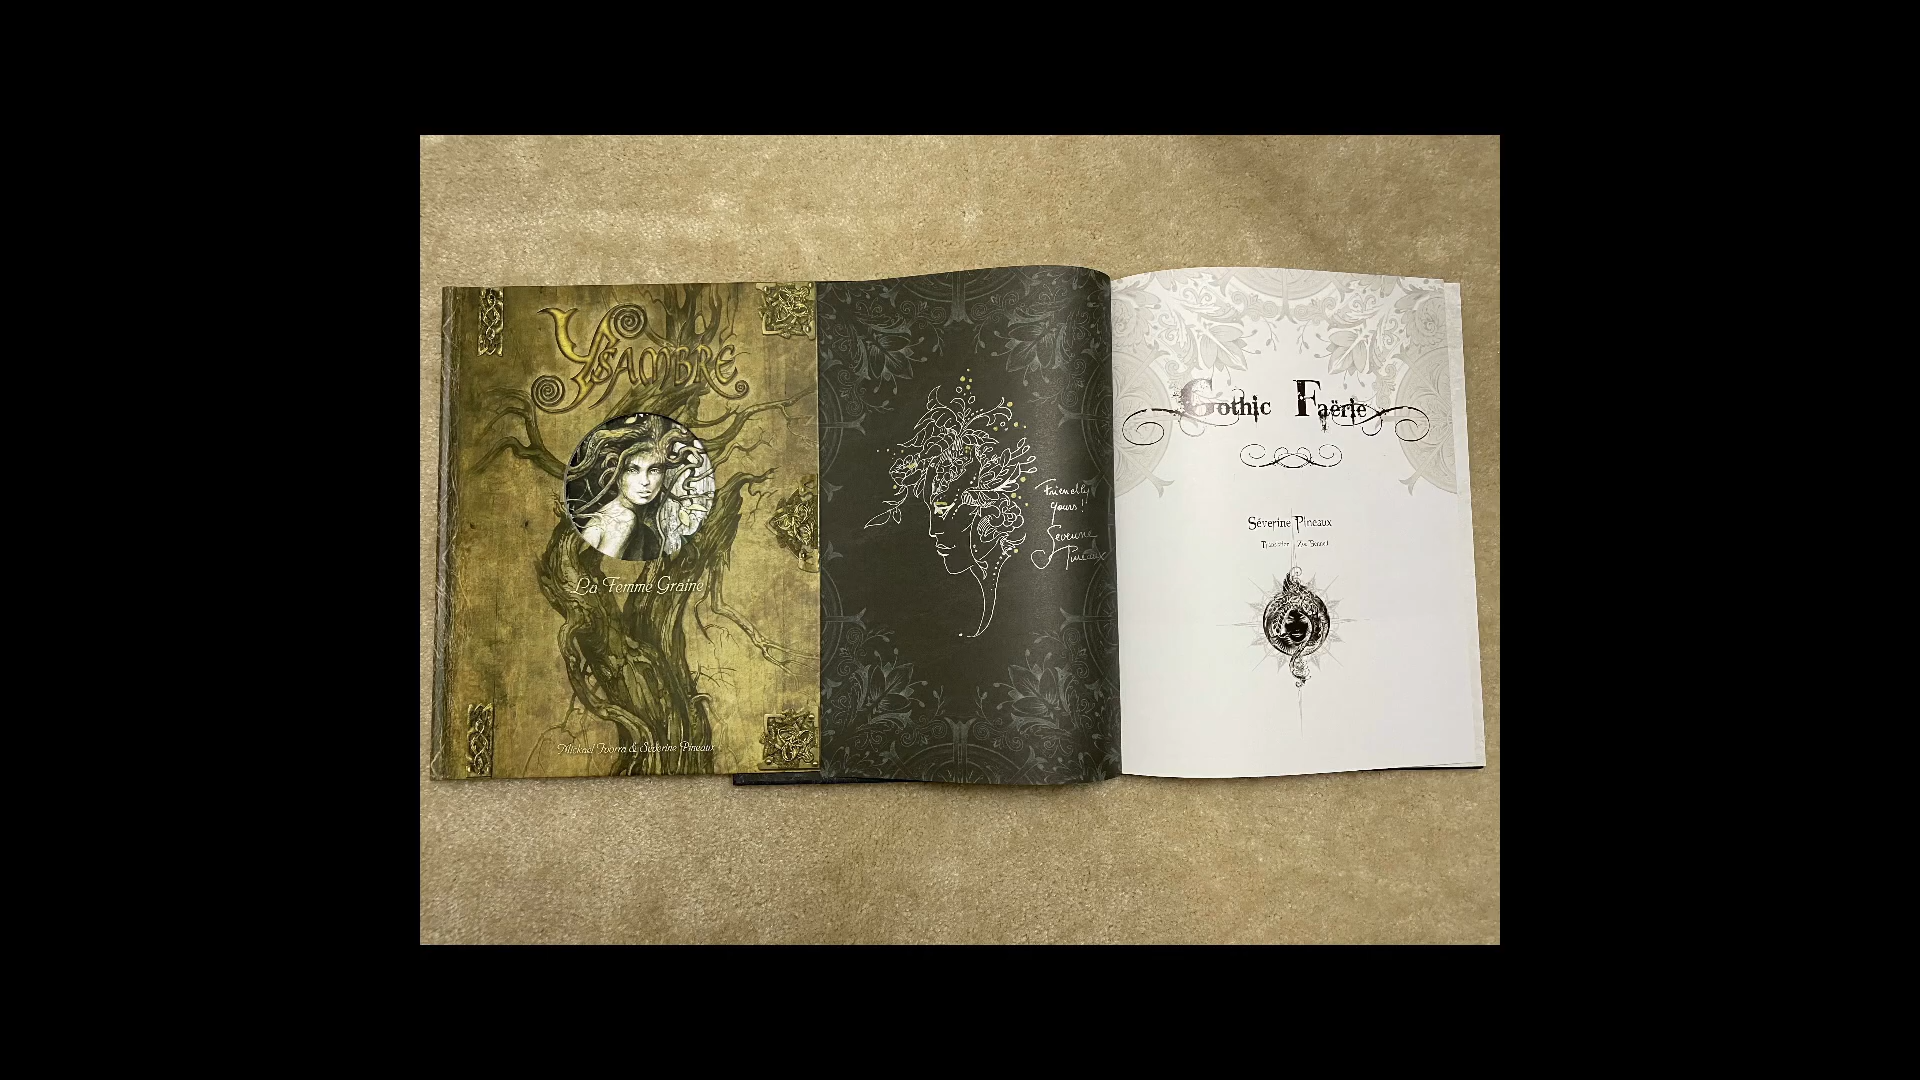 Ysambre
La Femme Graine
Mickaël Ivorra & Séverine Pineaux
Friendly
yours!
Séverine
Pineaux
Gothic Faërie
Séverine Pineaux